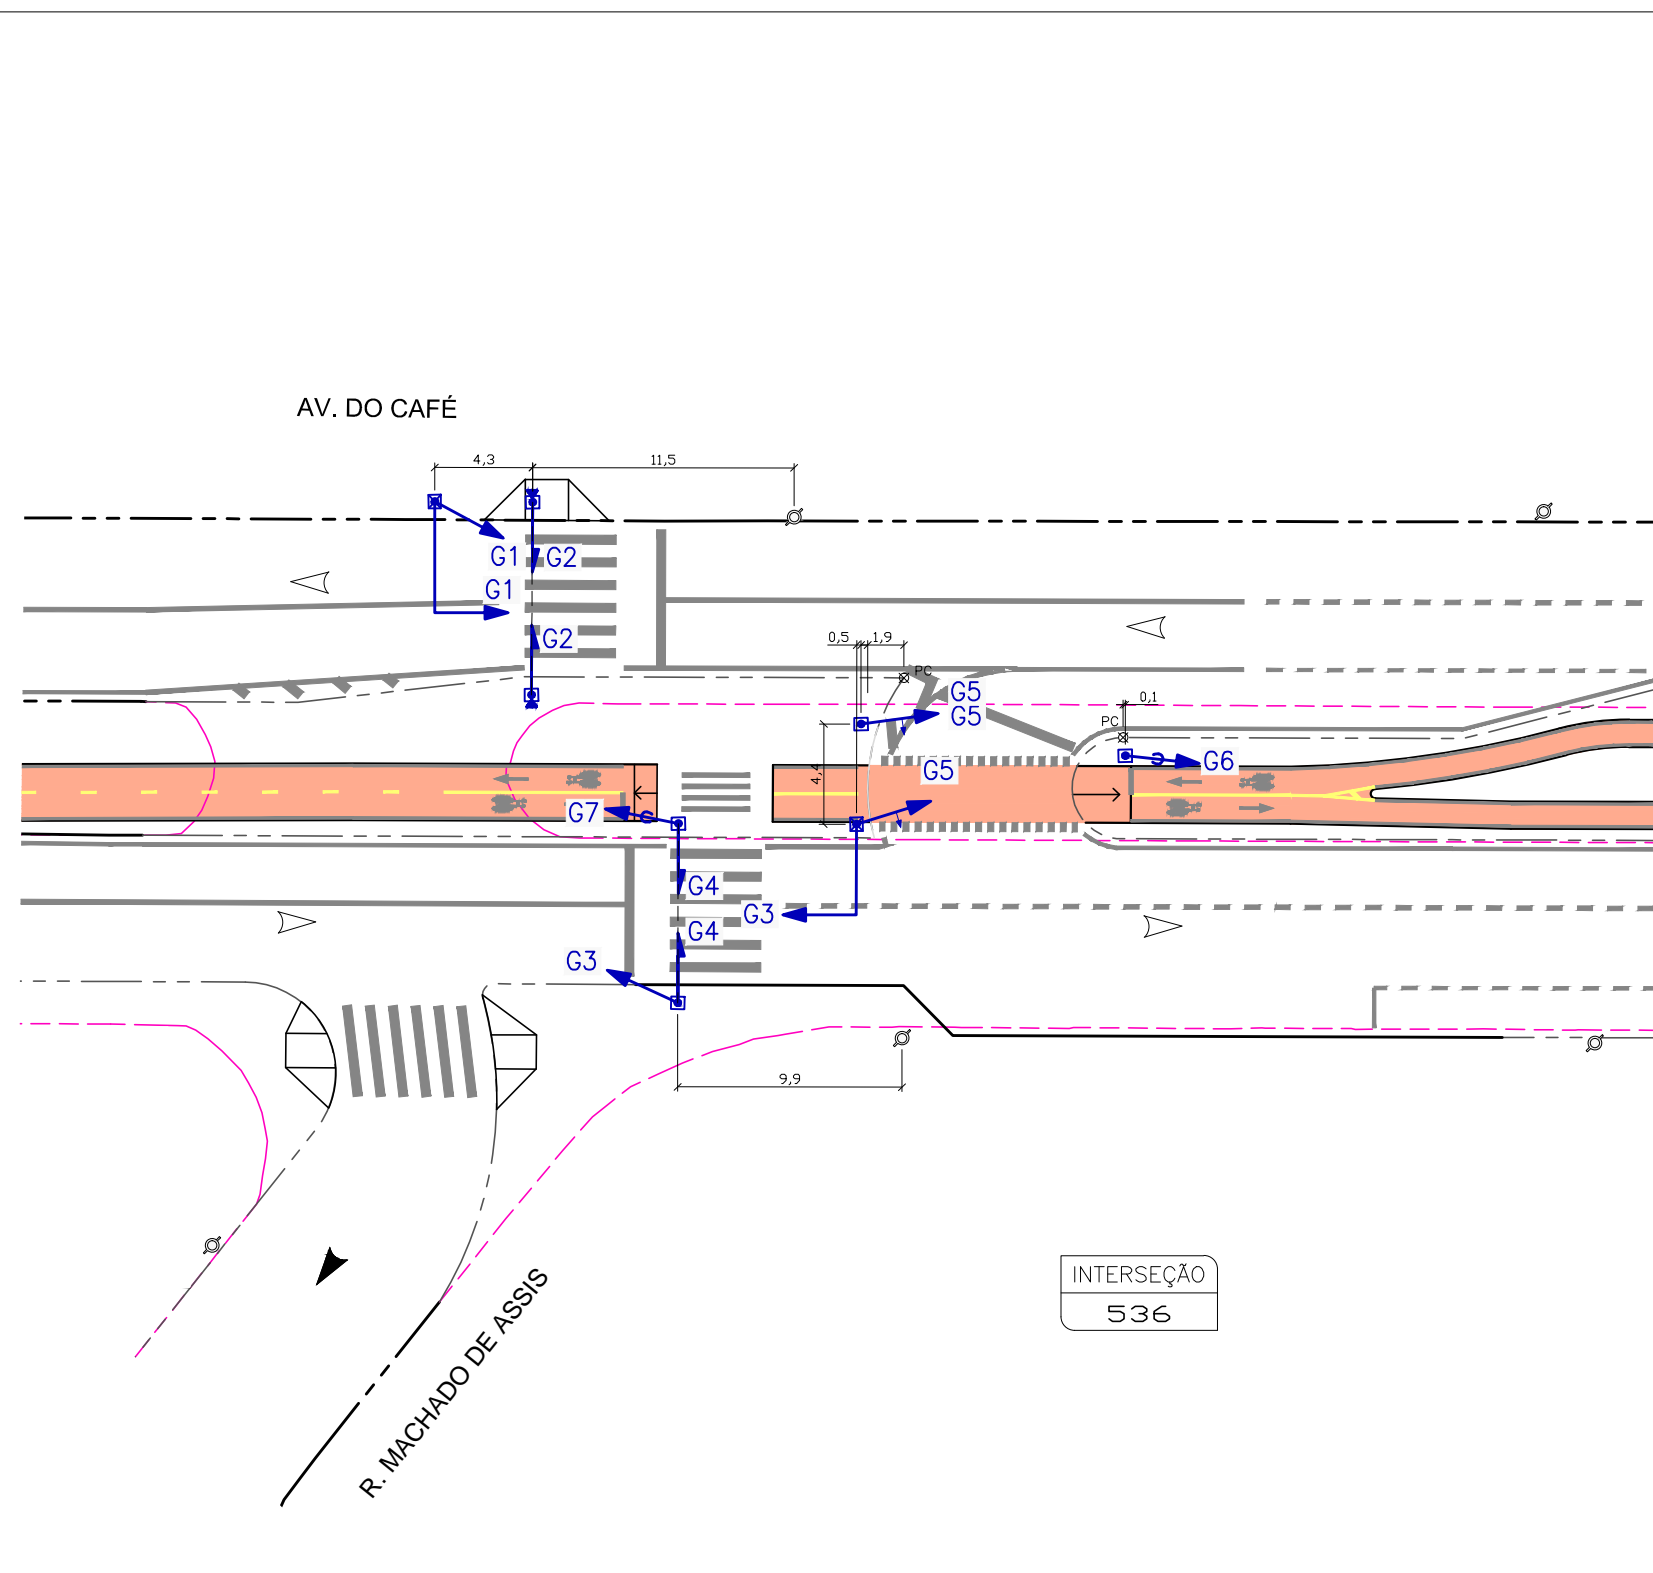 AV. DO CAFÉ
4,3
11,5
G1
G2
G1
G2
0,5
1,9
PC
G5
G5
0,1
PC
4,4
G5
G6
G7
G4
G3
G4
G3
9,9
R. MACHADO DE ASSIS
INTERSEÇÃO
536